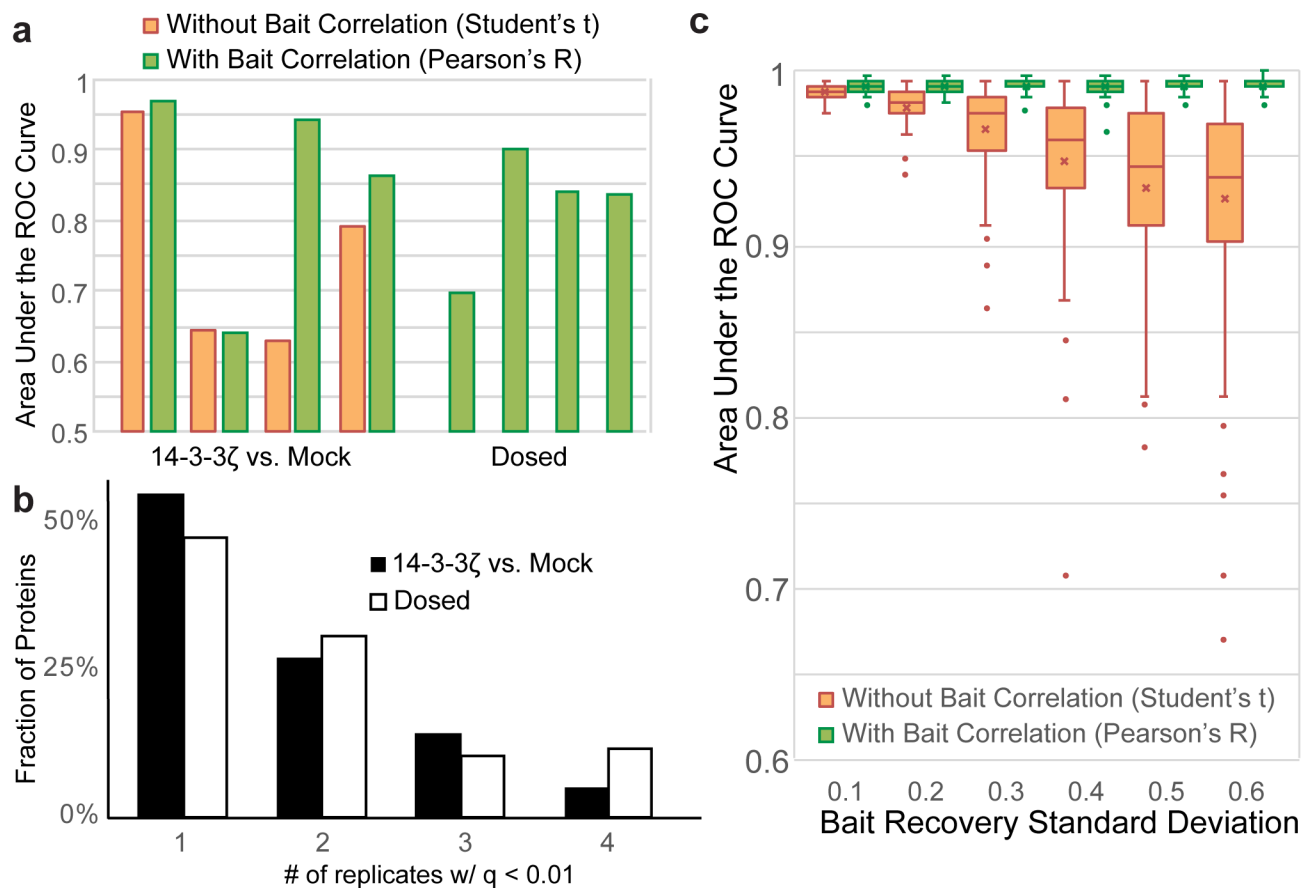 a
Without Bait Correlation (Student's t)
With Bait Correlation (Pearson's R)
Area Under the ROC Curve
1
0.9
0.8
0.7
0.6
0.5
14-3-3ζ vs. Mock
Dosed
b
Fraction of Proteins
50%
25%
0%
14-3-3ζ vs. Mock
Dosed
1 2 3 4
# of replicates w/ q < 0.01
c
Area Under the ROC Curve
1
0.9
0.8
0.7
0.6
Without Bait Correlation (Student's t)
With Bait Correlation (Pearson's R)
0.1 0.2 0.3 0.4 0.5 0.6
Bait Recovery Standard Deviation